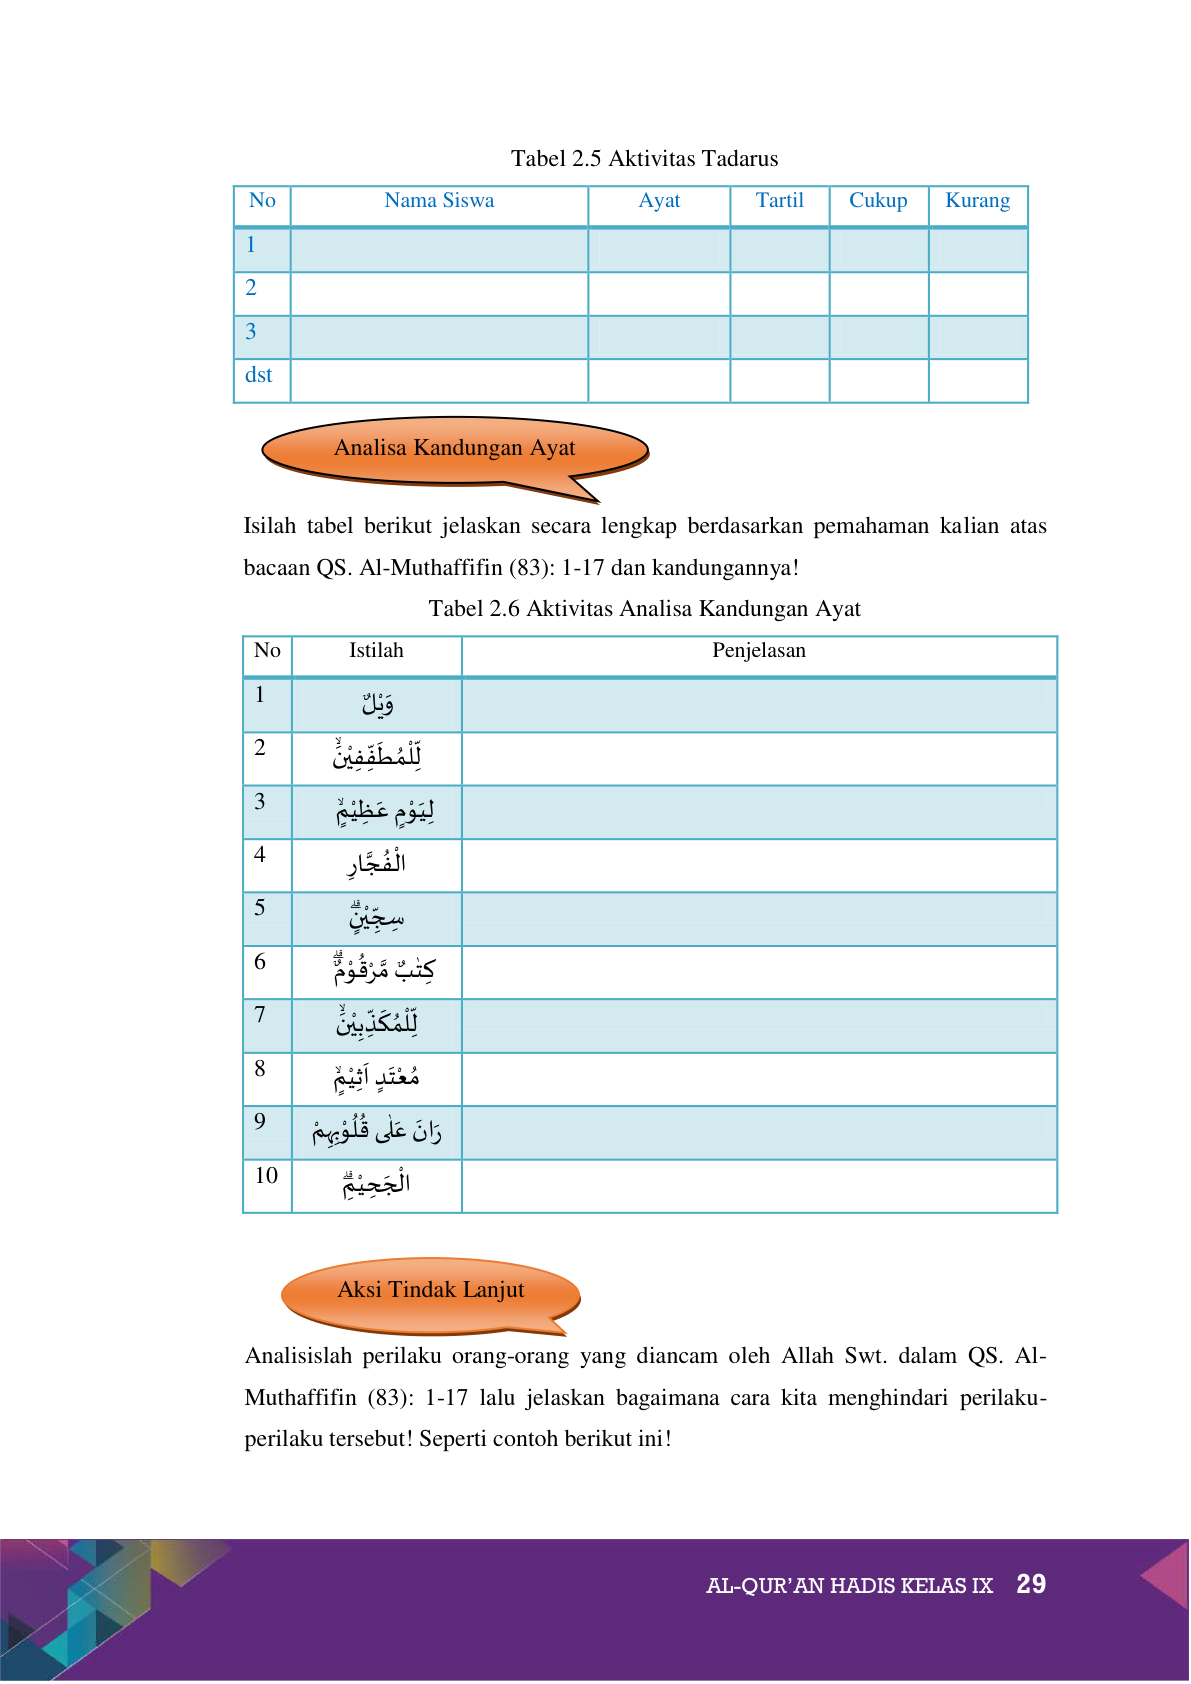 Tabel 2.5 Aktivitas Tadarus
No Nama Siswa Ayat Tartil Cukup Kurang
1
2
3
dst
Analisa Kandungan Ayat
Isilah tabel berikut jelaskan secara lengkap berdasarkan pemahaman kalian atas
bacaan QS. Al-Muthaffifin (83): 1-17 dan kandungannya!
Tabel 2.6 Aktivitas Analisa Kandungan Ayat
No Istilah Penjelasan
1 وَيْلٌ
2 لِّلْمُطَفِّفِيْنَۙ
3 لِيَوْمٍ عَظِيْمٍۙ
4 الْفُجَّارِ
5 سِجِّيْنٍۗ
6 كِتٰبٌ مَّرْقُوْمٌۗ
7 لِّلْمُكَذِّبِيْنَۙ
8 مُعْتَدٍ اَثِيْمٍۙ
9 رَانَ عَلٰى قُلُوْبِهِمْ
10 الْجَحِيْمِۗ
Aksi Tindak Lanjut
Analisislah perilaku orang-orang yang diancam oleh Allah Swt. dalam QS. Al-
Muthaffifin (83): 1-17 lalu jelaskan bagaimana cara kita menghindari perilaku-
perilaku tersebut! Seperti contoh berikut ini!
AL-QUR’AN HADIS KELAS IX 29